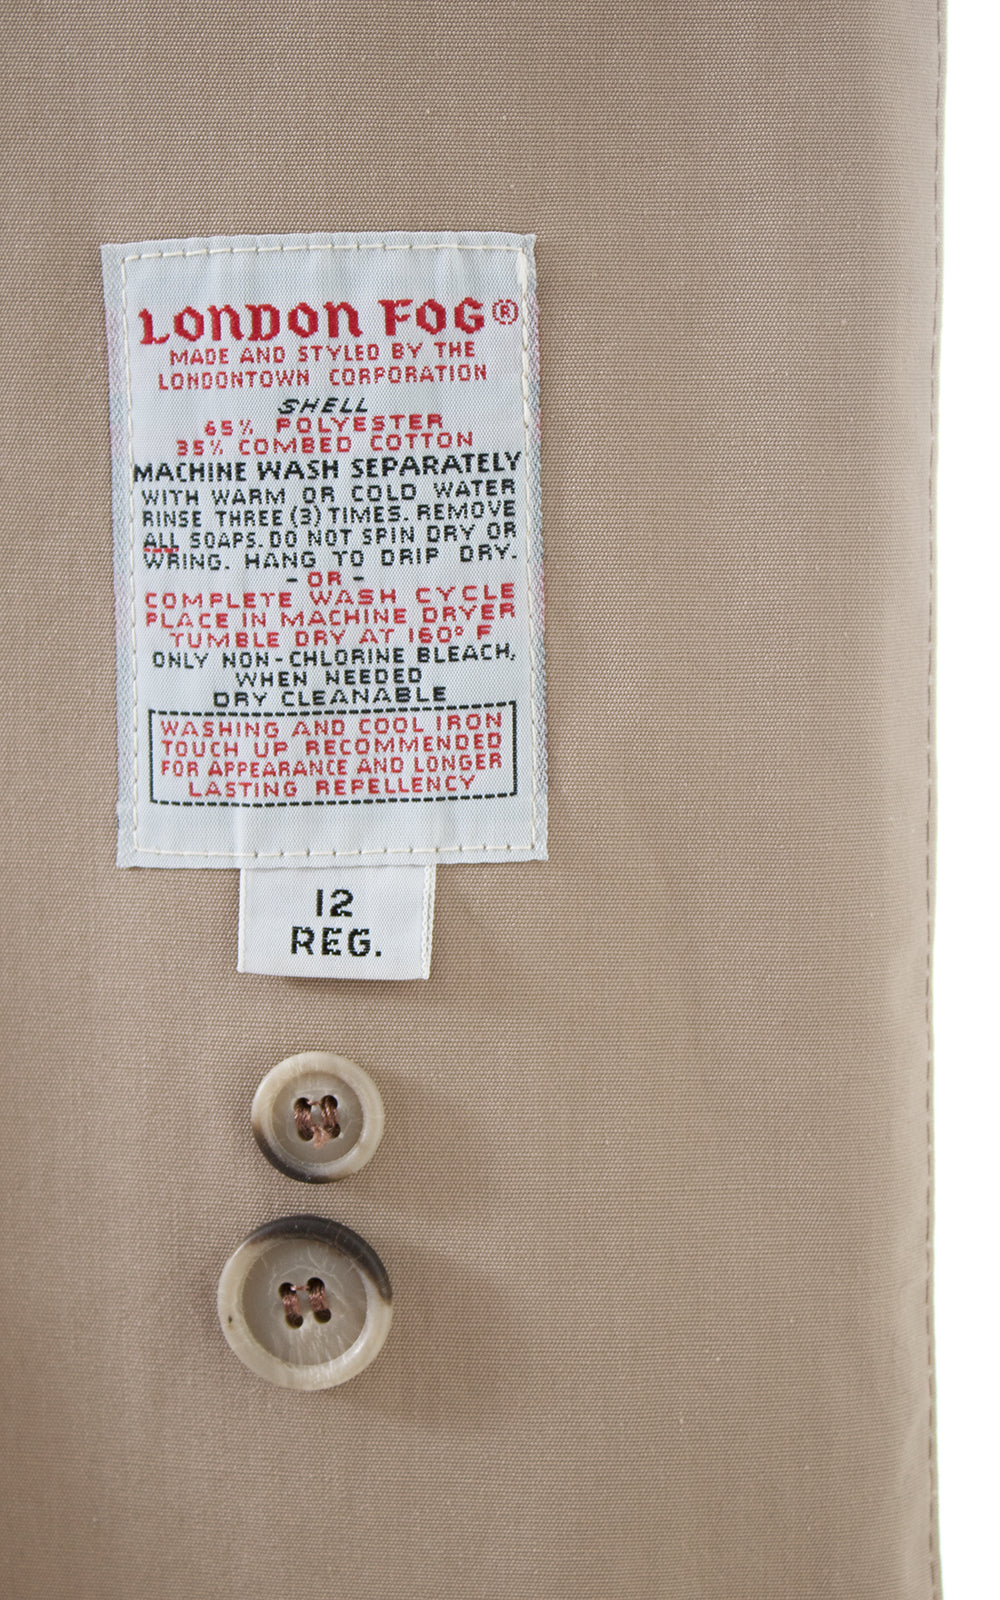 LONDON FOG®
MADE AND STYLED BY THE
LONDONTOWN CORPORATION
SHELL
65% POLYESTER
35% COMBED COTTON
MACHINE WASH SEPARATELY
WITH WARM OR COLD WATER
RINSE THREE (3) TIMES. REMOVE
ALL SOAPS. DO NOT SPIN DRY OR
WRING. HANG TO DRIP DRY.
- OR -
COMPLETE WASH CYCLE
PLACE IN MACHINE DRYER
TUMBLE DRY AT 160° F
ONLY NON-CHLORINE BLEACH,
WHEN NEEDED
DRY CLEANABLE
WASHING AND COOL IRON
TOUCH UP RECOMMENDED
FOR APPEARANCE AND LONGER
LASTING REPELLENCY
12
REG.